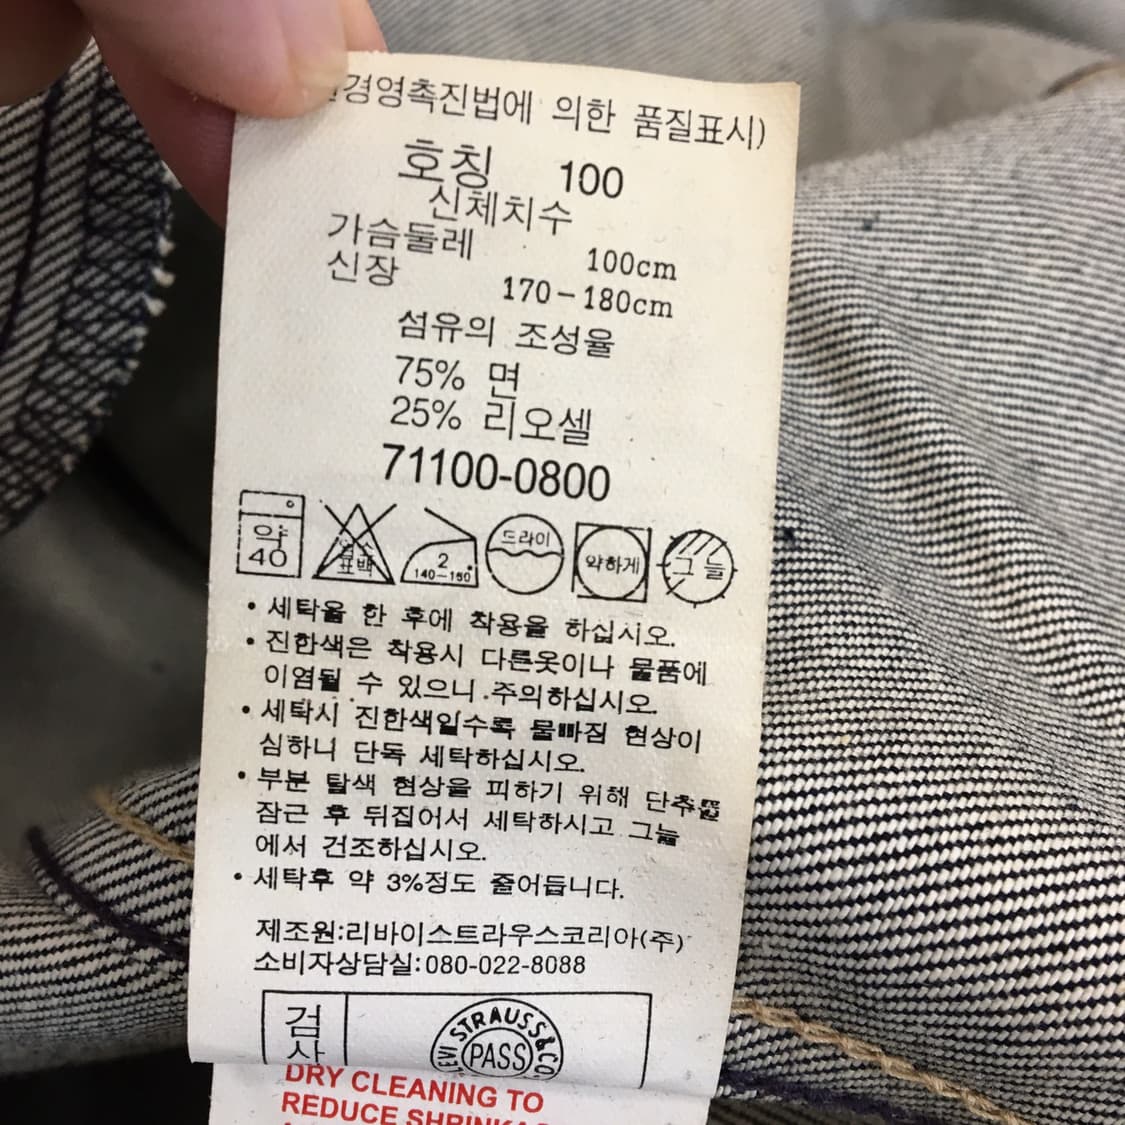 경영촉진법에 의한 품질표시)
호칭 100
신체치수
가슴둘레 100cm
신장 170-180cm
섬유의 조성율
75% 면
25% 리오셀
71100-0800
약 40
염소 표백
2 140-160
드라이
약하게
그늘
• 세탁을 한 후에 착용을 하십시오.
• 진한색은 착용시 다른옷이나 물품에
이염될 수 있으니 주의하십시오.
• 세탁시 진한색일수록 물빠짐 현상이
심하니 단독 세탁하십시오.
• 부분 탈색 현상을 피하기 위해 단추를
잠근 후 뒤집어서 세탁하시고 그늘
에서 건조하십시오.
• 세탁후 약 3%정도 줄어듭니다.
제조원:리바이스트라우스코리아(주)
소비자상담실:080-022-8088
검사
LEVI STRAUSS & CO
PASS
DRY CLEANING TO
REDUCE